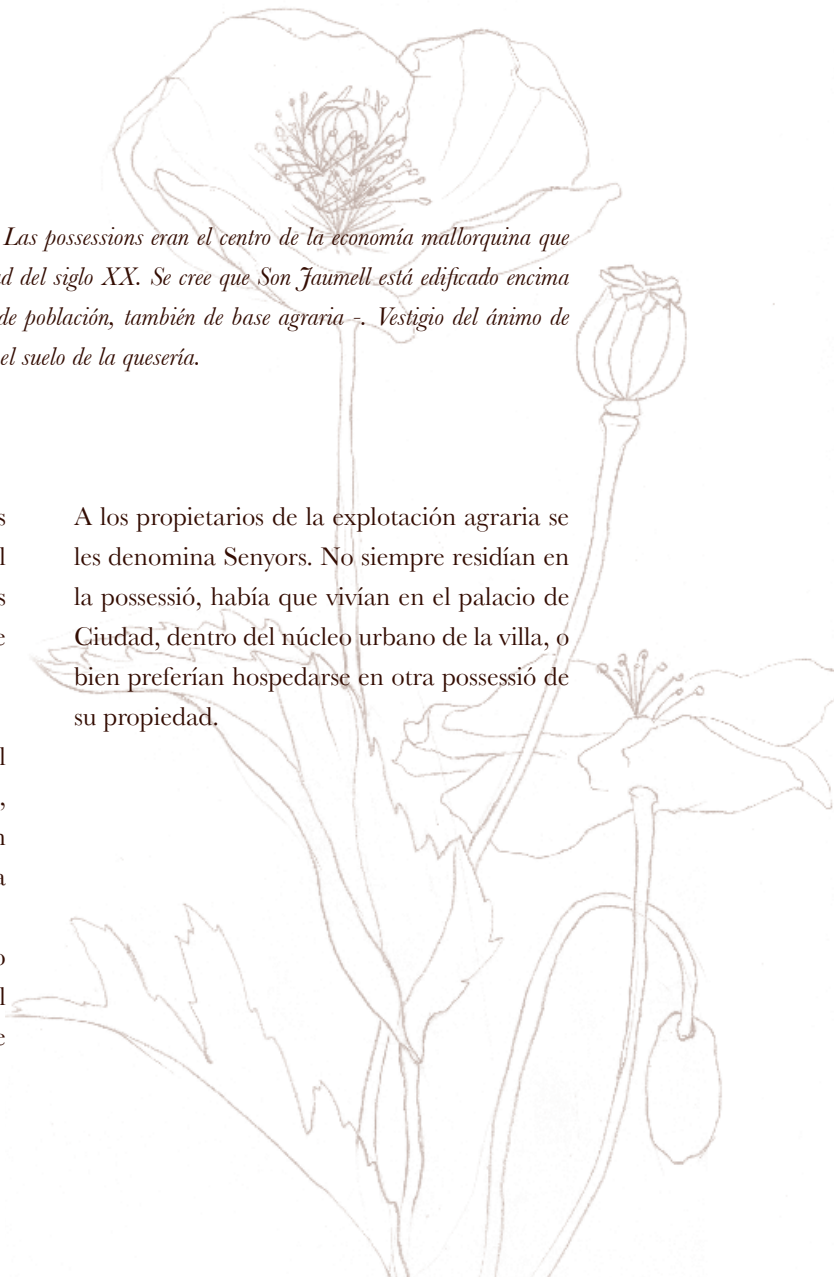 Las possessions eran el centro de la economía mallorquina que
del siglo XX. Se cree que Son Jaumell está edificado encima
de población, también de base agraria -. Vestigio del ánimo de
el suelo de la quesería.
s
l
s
e
l
,
n
a
o
l
e
A los propietarios de la explotación agraria se
les denomina Senyors. No siempre residían en
la possessió, había que vivían en el palacio de
Ciudad, dentro del núcleo urbano de la villa, o
bien preferían hospedarse en otra possessió de
su propiedad.